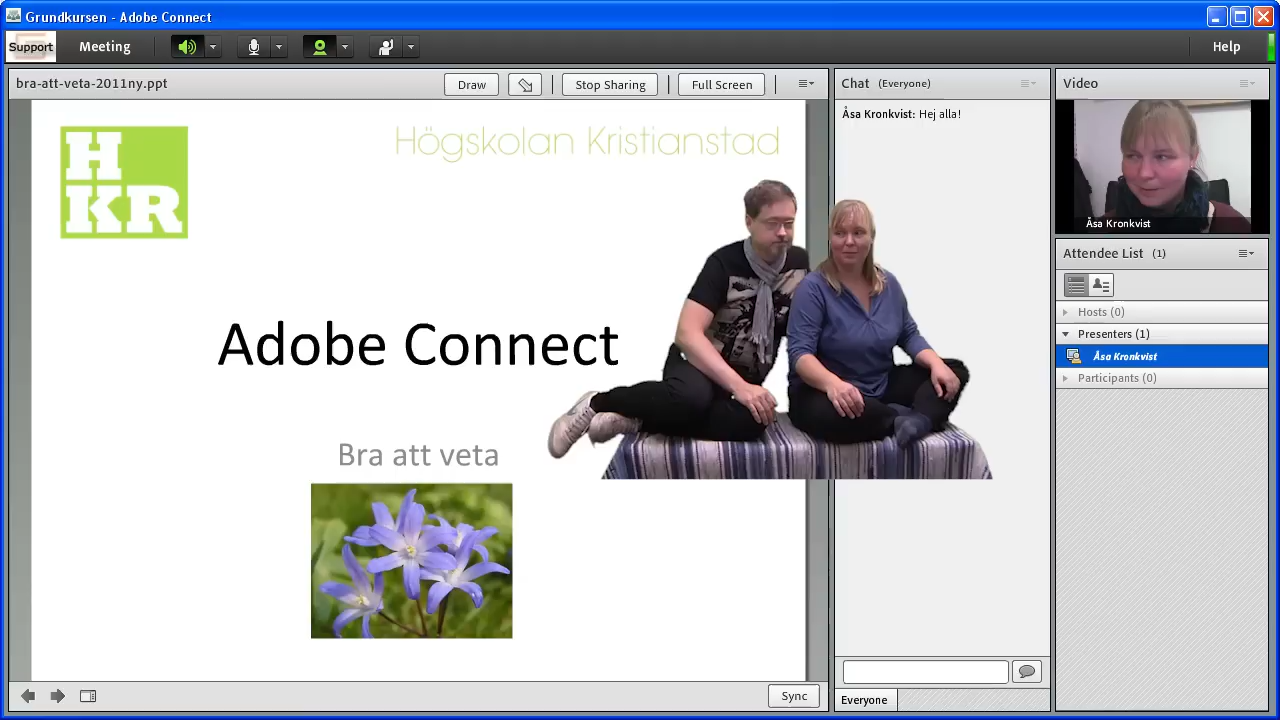 Grundkursen - Adobe Connect
Support
Meeting
Help
bra-att-veta-2011ny.ppt
Draw
Stop Sharing
Full Screen
HKR
Högskolan Kristianstad
Adobe Connect
Bra att veta
Sync
Chat (Everyone)
Åsa Kronkvist: Hej alla!
Everyone
Video
Åsa Kronkvist
Attendee List (1)
Hosts (0)
Presenters (1)
Åsa Kronkvist
Participants (0)